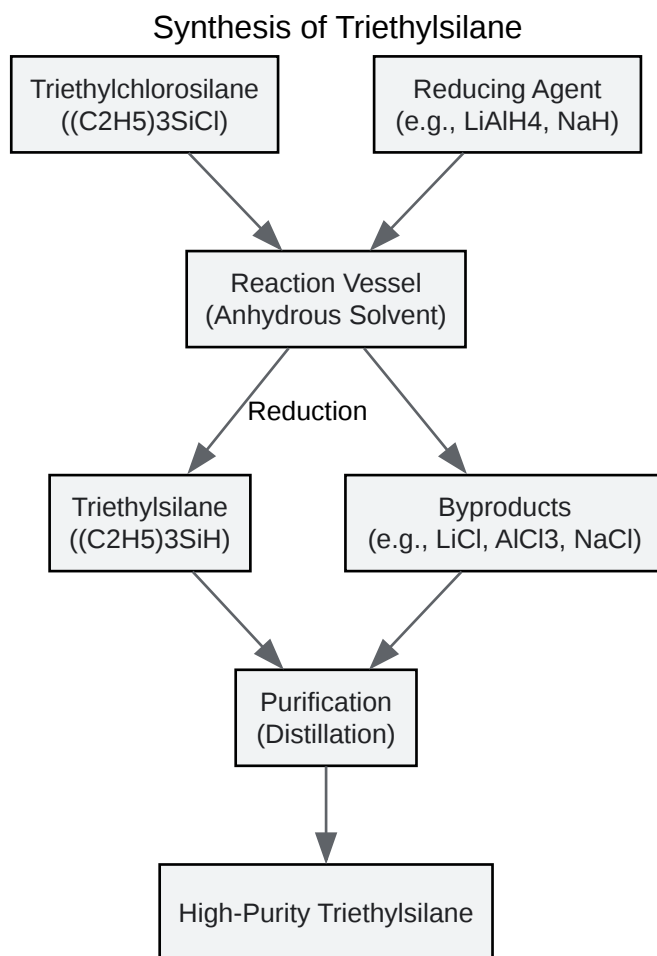 Synthesis of Triethylsilane
Triethylchlorosilane
((C2H5)3SiCl)
Reducing Agent
(e.g., LiAlH4, NaH)
Reaction Vessel
(Anhydrous Solvent)
Reduction
Triethylsilane
((C2H5)3SiH)
Byproducts
(e.g., LiCl, AlCl3, NaCl)
Purification
(Distillation)
High-Purity Triethylsilane